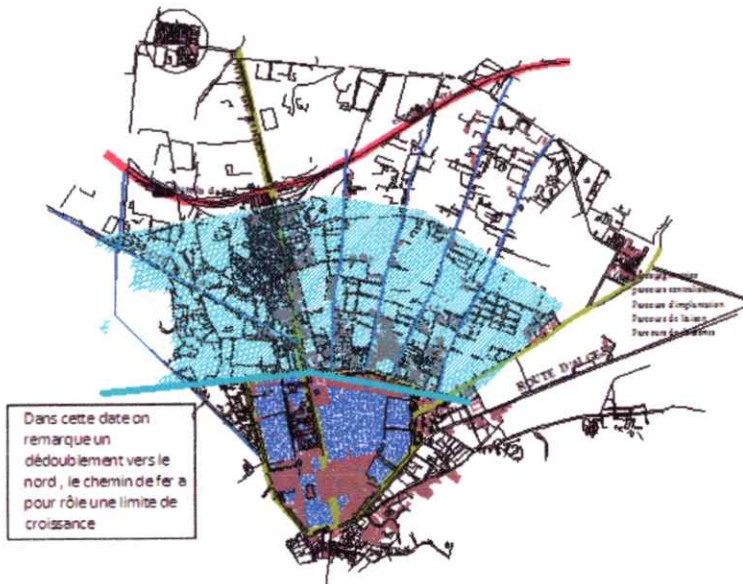 Dans cette date on
remarque un
dédoublement vers le
nord , le chemin de fer a
pour rôle une limite de
croissance
ROUTE D'ALGER
Parcours d'implantation
Parcours de liaison